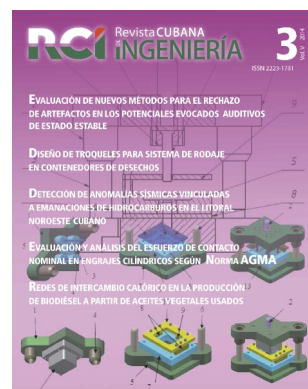 RCI Revista CUBANA
DE INGENIERÍA
3
Vol. V 2014
ISSN 2223-1781
EVALUACIÓN DE NUEVOS MÉTODOS PARA EL RECHAZO
DE ARTEFACTOS EN LOS POTENCIALES EVOCADOS AUDITIVOS
DE ESTADO ESTABLE
DISEÑO DE TROQUELES PARA SISTEMA DE RODAJE
EN CONTENEDORES DE DESECHOS
DETECCIÓN DE ANOMALÍAS SÍSMICAS VINCULADAS
A EMANACIONES DE HIDROCARBUROS EN EL LITORAL
NOROESTE CUBANO
EVALUACIÓN Y ANÁLISIS DEL ESFUERZO DE CONTACTO
NOMINAL EN ENGRAJES CILÍNDRICOS SEGÚN NORMA AGMA
REDES DE INTERCAMBIO CALÓRICO EN LA PRODUCCIÓN
DE BIODIÉSEL A PARTIR DE ACEITES VEGETALES USADOS